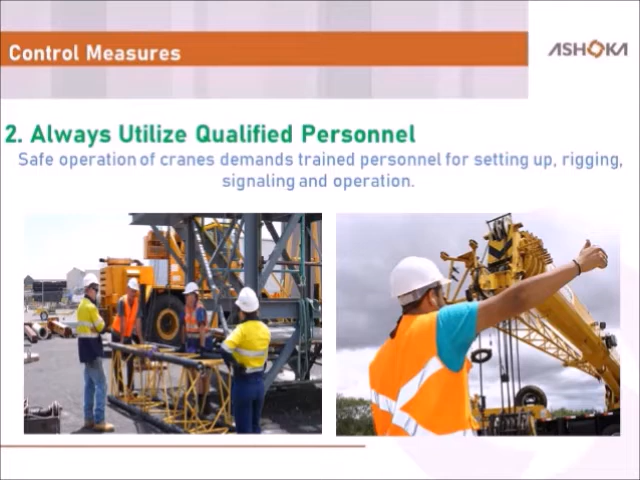 Control Measures
ASHOKA
2. Always Utilize Qualified Personnel
Safe operation of cranes demands trained personnel for setting up, rigging,
signaling and operation.